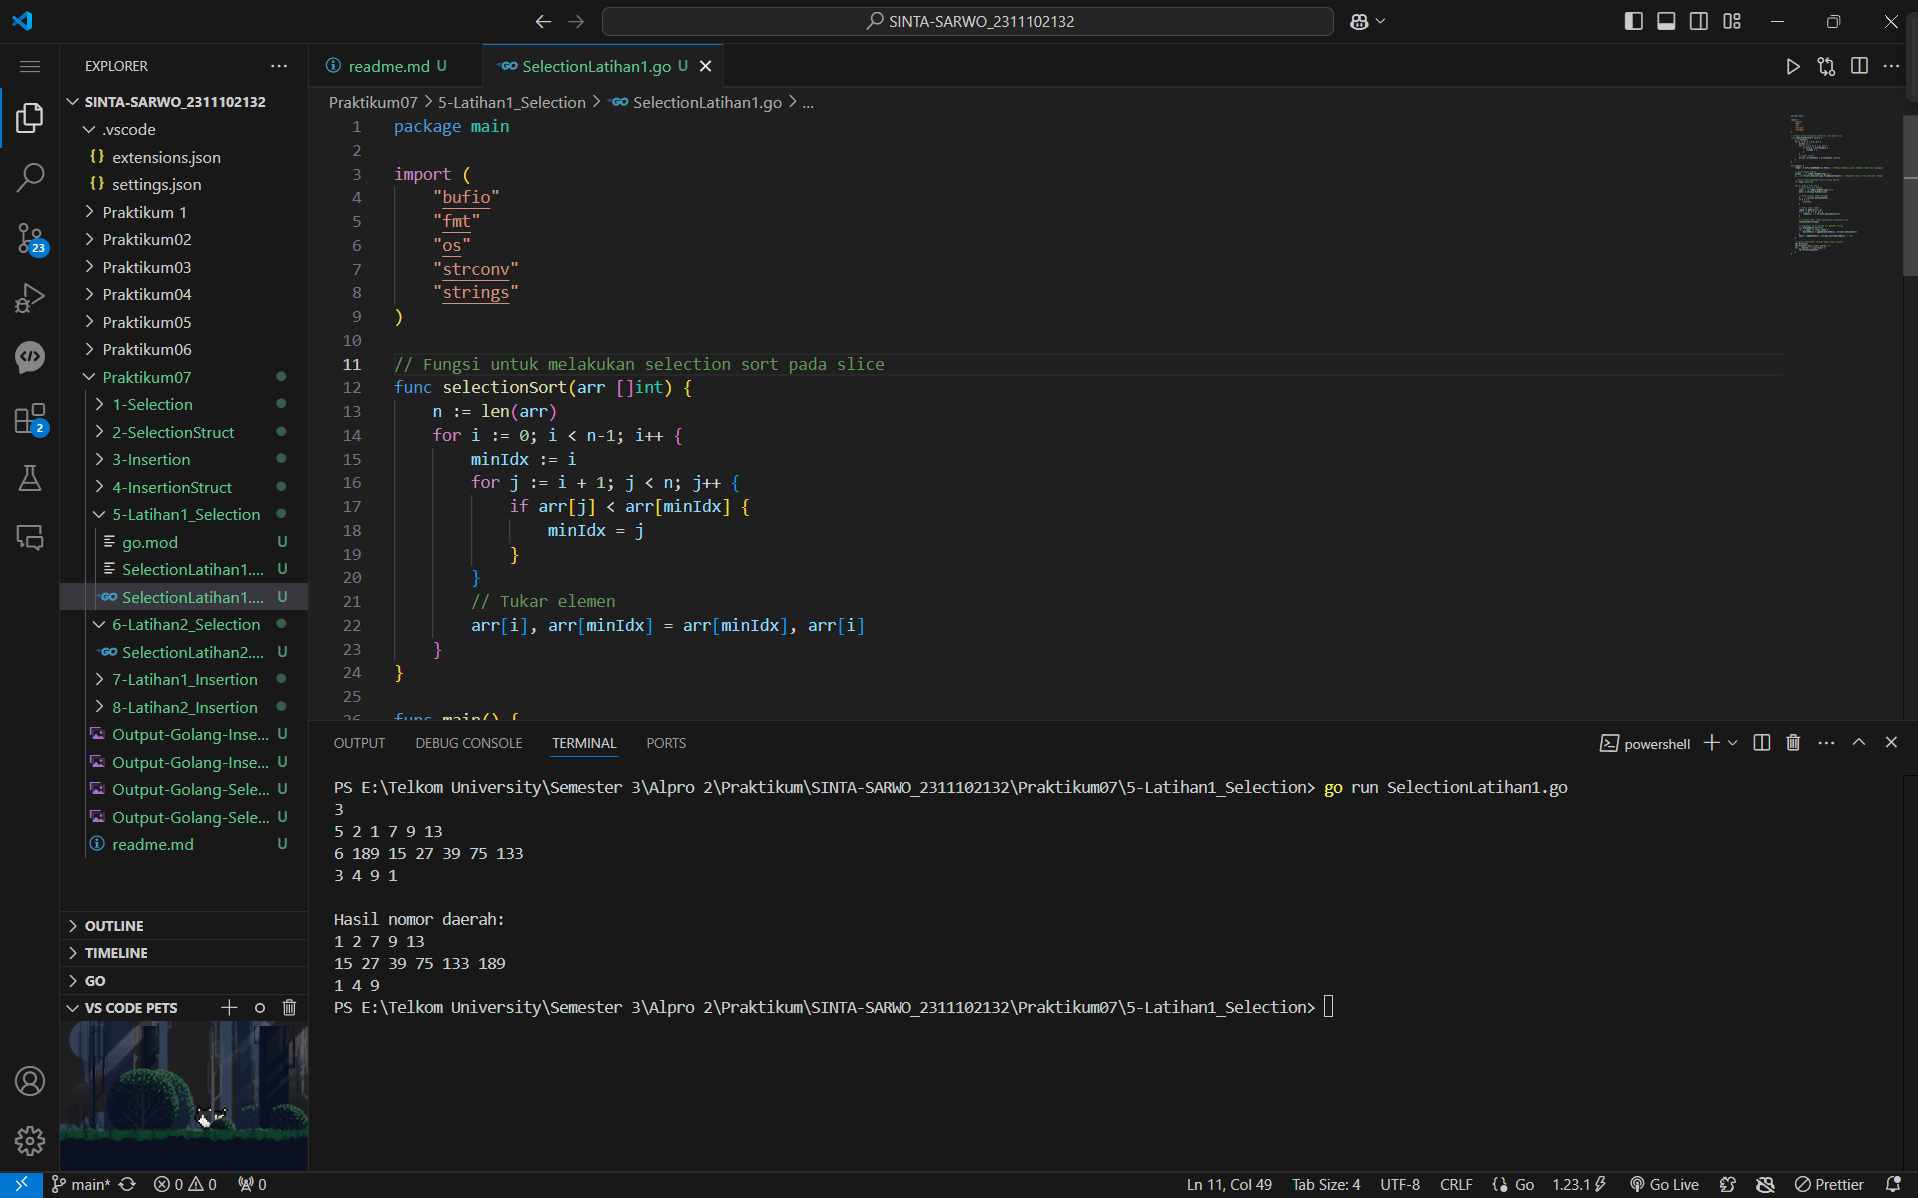 SINTA-SARWO_2311102132
EXPLORER
SINTA-SARWO_2311102132
.vscode
{} extensions.json
{} settings.json
Praktikum 1
Praktikum02
Praktikum03
Praktikum04
Praktikum05
Praktikum06
Praktikum07
1-Selection
2-SelectionStruct
3-Insertion
4-InsertionStruct
5-Latihan1_Selection
go.mod U
SelectionLatihan1.... U
GO SelectionLatihan1.... U
6-Latihan2_Selection
GO SelectionLatihan2.... U
7-Latihan1_Insertion
8-Latihan2_Insertion
Output-Golang-Inse... U
Output-Golang-Inse... U
Output-Golang-Sele... U
Output-Golang-Sele... U
readme.md U
OUTLINE
TIMELINE
GO
VS CODE PETS
23
2
readme.md U
GO SelectionLatihan1.go U
Praktikum07 > 5-Latihan1_Selection > GO SelectionLatihan1.go > ...
1 package main
2
3 import (
4 "bufio"
5 "fmt"
6 "os"
7 "strconv"
8 "strings"
9 )
10
11 // Fungsi untuk melakukan selection sort pada slice
12 func selectionSort(arr []int) {
13 n := len(arr)
14 for i := 0; i < n-1; i++ {
15 minIdx := i
16 for j := i + 1; j < n; j++ {
17 if arr[j] < arr[minIdx] {
18 minIdx = j
19 }
20 }
21 // Tukar elemen
22 arr[i], arr[minIdx] = arr[minIdx], arr[i]
23 }
24 }
25
26 func main() {
OUTPUT DEBUG CONSOLE TERMINAL PORTS
powershell
PS E:\Telkom University\Semester 3\Alpro 2\Praktikum\SINTA-SARWO_2311102132\Praktikum07\5-Latihan1_Selection> go run SelectionLatihan1.go
3
5 2 1 7 9 13
6 189 15 27 39 75 133
3 4 9 1
Hasil nomor daerah:
1 2 7 9 13
15 27 39 75 133 189
1 4 9
PS E:\Telkom University\Semester 3\Alpro 2\Praktikum\SINTA-SARWO_2311102132\Praktikum07\5-Latihan1_Selection>
main* 0 0 0 Ln 11, Col 49 Tab Size: 4 UTF-8 CRLF {} Go 1.23.1 Go Live Prettier